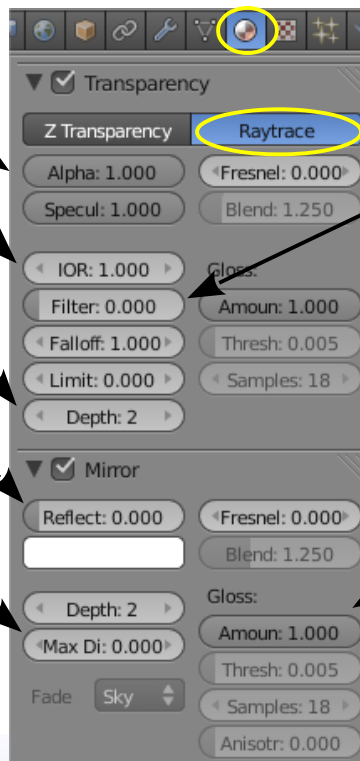 Transparency
Z Transparency Raytrace
Alpha: 1.000 Fresnel: 0.000
Specul: 1.000 Blend: 1.250
IOR: 1.000 Gloss:
Filter: 0.000 Amoun: 1.000
Falloff: 1.000 Thresh: 0.005
Limit: 0.000 Samples: 18
Depth: 2
Mirror
Reflect: 0.000 Fresnel: 0.000
Blend: 1.250
Depth: 2 Gloss:
Max Di: 0.000 Amoun: 1.000
Thresh: 0.005
Fade Sky Samples: 18
Anisotr: 0.000